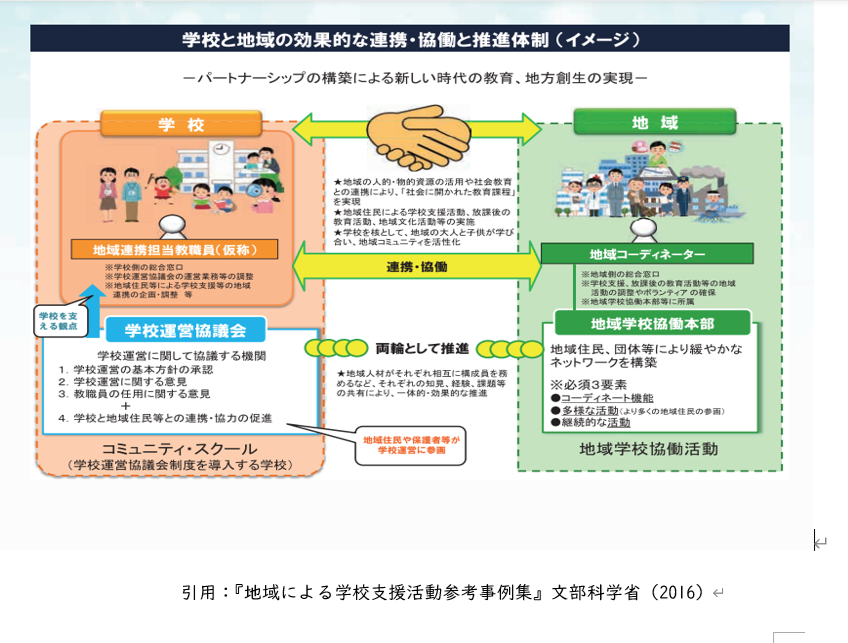 学校と地域の効果的な連携・協働と推進体制（イメージ）
－パートナーシップの構築による新しい時代の教育、地方創生の実現－
学 校
★地域の人的・物的資源の活用や社会教育
との連携により、「社会に開かれた教育課程」
を実現
★地域住民による学校支援活動、放課後の
教育活動、地域文化活動等の実施
★学校を核として、地域の大人と子供が学び
合い、地域コミュニティを活性化
地 域
地域連携担当教職員（仮称）
※学校側の総合窓口
※学校運営協議会の運営業務等の調整
※地域住民等による学校支援等の地域
連携の企画・調整 等
連携・協働
地域コーディネーター
※地域側の総合窓口
※学校支援、放課後の教育活動等の地域
活動の調整やボランティアの確保
※地域学校協働本部等に所属
学校を支
える観点
学校運営協議会
学校運営に関して協議する機関
1. 学校運営の基本方針の承認
2. 学校運営に関する意見
3. 教職員の任用に関する意見
＋
4. 学校と地域住民等との連携・協力の促進
両輪として推進
★地域人材がそれぞれ相互に構成員を務
めるなど、それぞれの知見、経験、課題等
の共有により、一体的・効果的な推進
地域学校協働本部
地域住民、団体等により緩やかな
ネットワークを構築
※必須３要素
●コーディネート機能
●多様な活動（より多くの地域住民の参画）
●継続的な活動
地域住民や保護者等が
学校運営に参画
コミュニティ・スクール
（学校運営協議会制度を導入する学校）
地域学校協働活動
引用：『地域による学校支援活動参考事例集』文部科学省（2016）